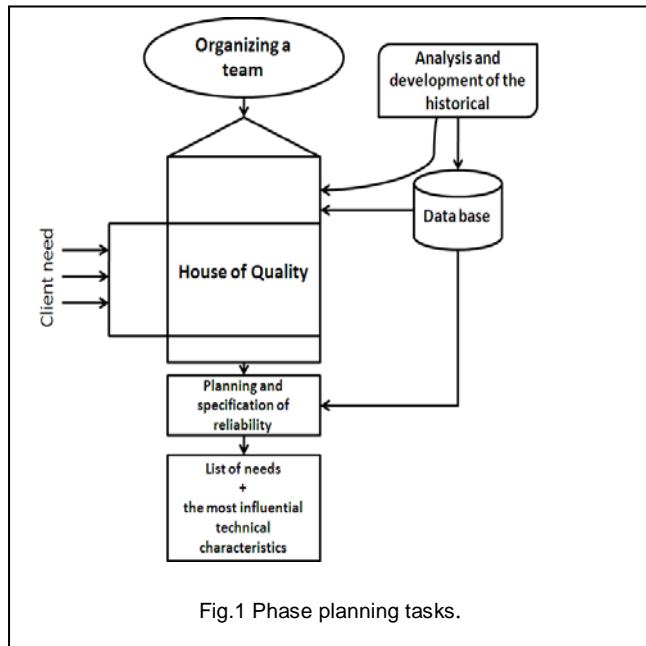 Organizing a
team
Analysis and
development of the
historical
Data base
Client need
House of Quality
Planning and
specification of
reliability
List of needs
+
the most influential
technical
characteristics
Fig.1 Phase planning tasks.